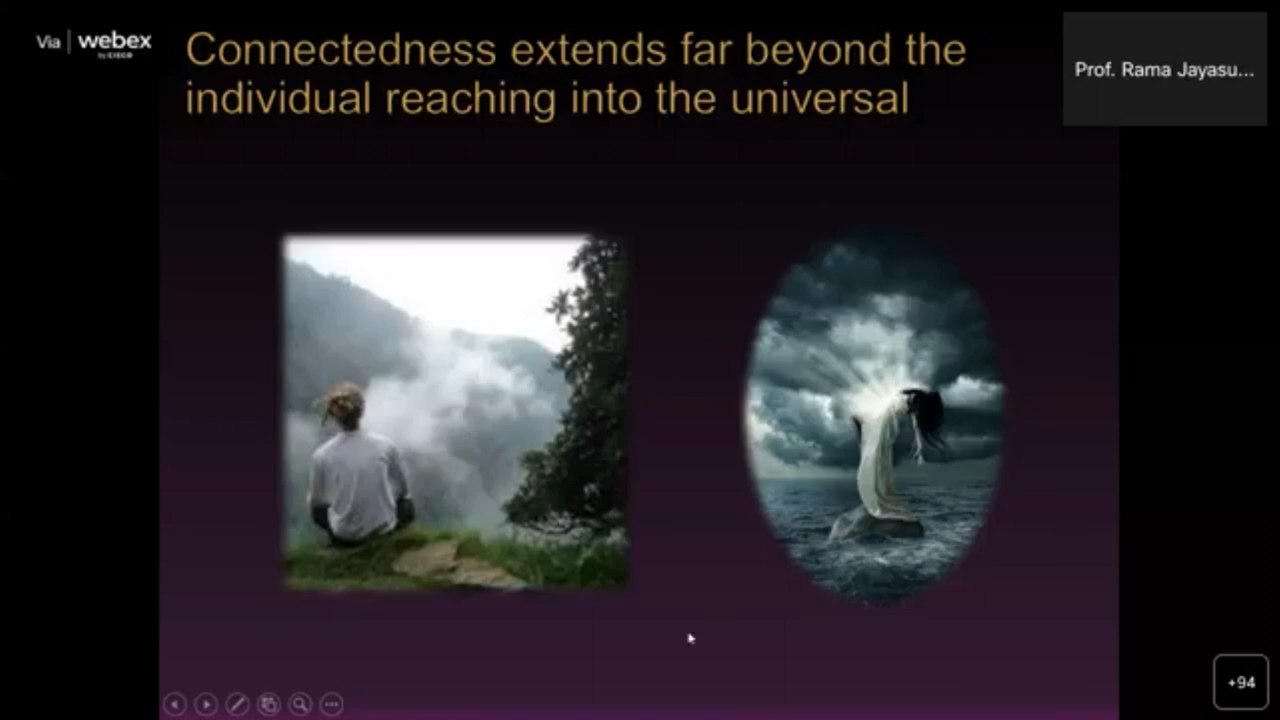 Via | webex
by CISCO
Connectedness extends far beyond the
individual reaching into the universal
Prof. Rama Jayasu...
+94